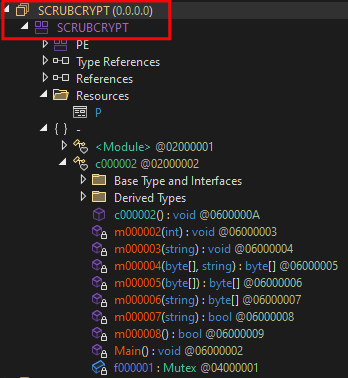 SCRUBCRYPT (0.0.0.0)
SCRUBCRYPT
PE
Type References
References
Resources
P
{ } -
<Module> @02000001
c000002 @02000002
Base Type and Interfaces
Derived Types
c000002() : void @0600000A
m000002(int) : void @06000003
m000003(string) : void @06000004
m000004(byte[], string) : byte[] @06000005
m000005(byte[]) : byte[] @06000006
m000006(string) : byte[] @06000007
m000007(string) : bool @06000008
m000008() : bool @06000009
Main() : void @06000002
f000001 : Mutex @04000001